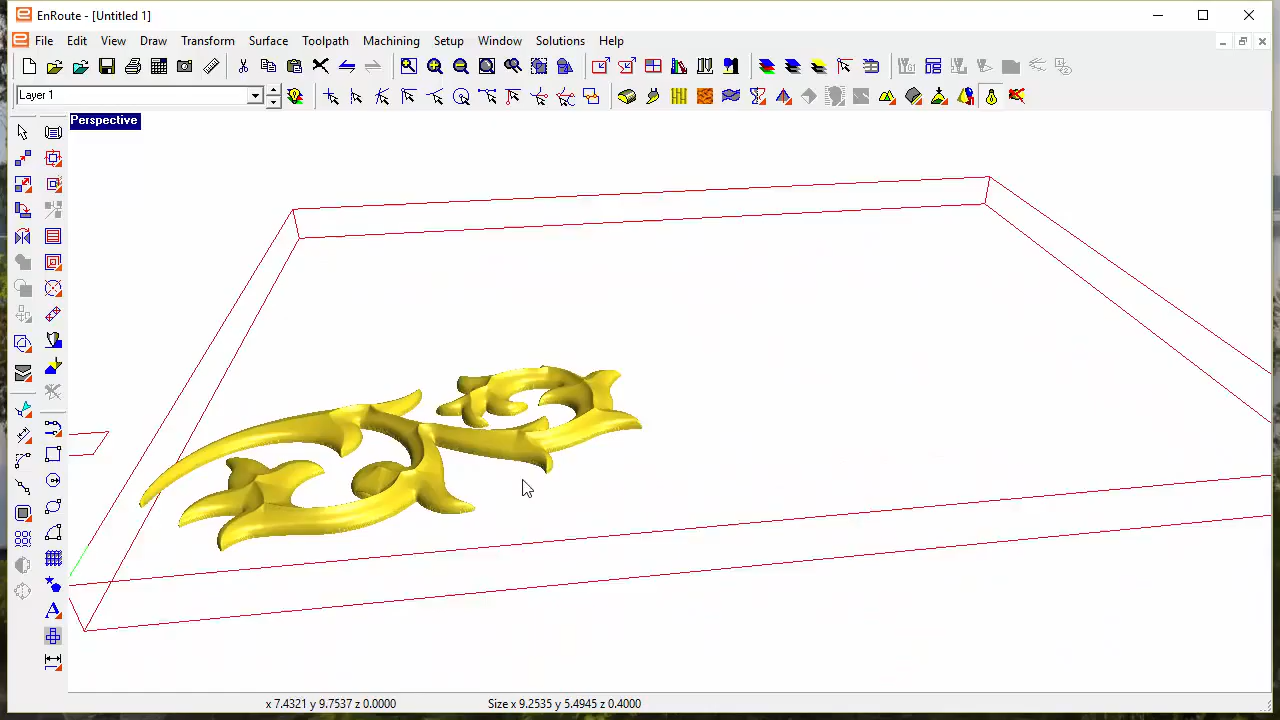 EnRoute - [Untitled 1]
File Edit View Draw Transform Surface Toolpath Machining Setup Window Solutions Help
Layer 1
Perspective
x 7.4321 y 9.7537 z 0.0000 Size x 9.2535 y 5.4945 z 0.4000